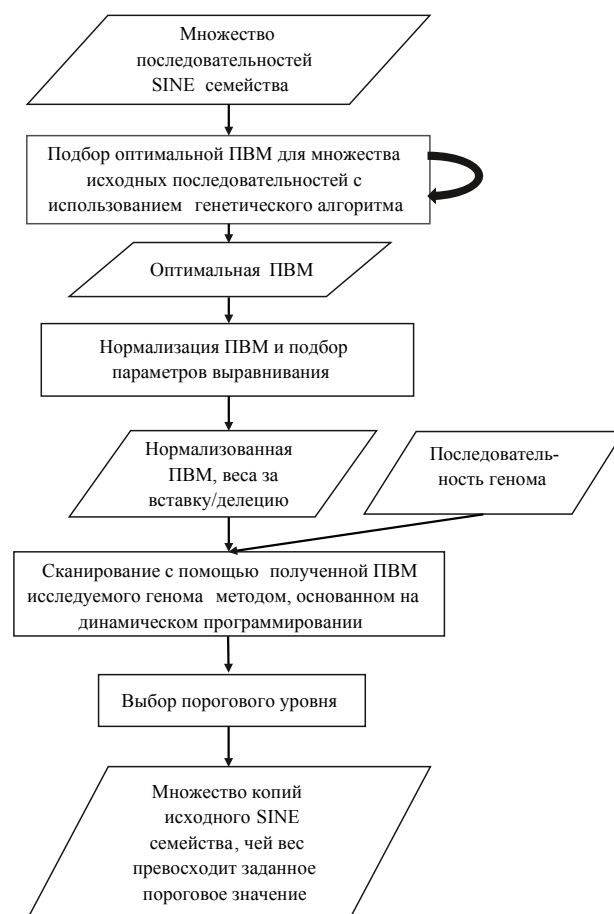 Множество
последовательностей
SINE семейства
Подбор оптимальной ПВМ для множества
исходных последовательностей с
использованием генетического алгоритма
Оптимальная ПВМ
Нормализация ПВМ и подбор
параметров выравнивания
Нормализованная
ПВМ, веса за
вставку/делецию
Последователь-
ность генома
Сканирование с помощью полученной ПВМ
исследуемого генома методом, основанном на
динамическом программировании
Выбор порогового уровня
Множество копий
исходного SINE
семейства, чей вес
превосходит заданное
пороговое значение